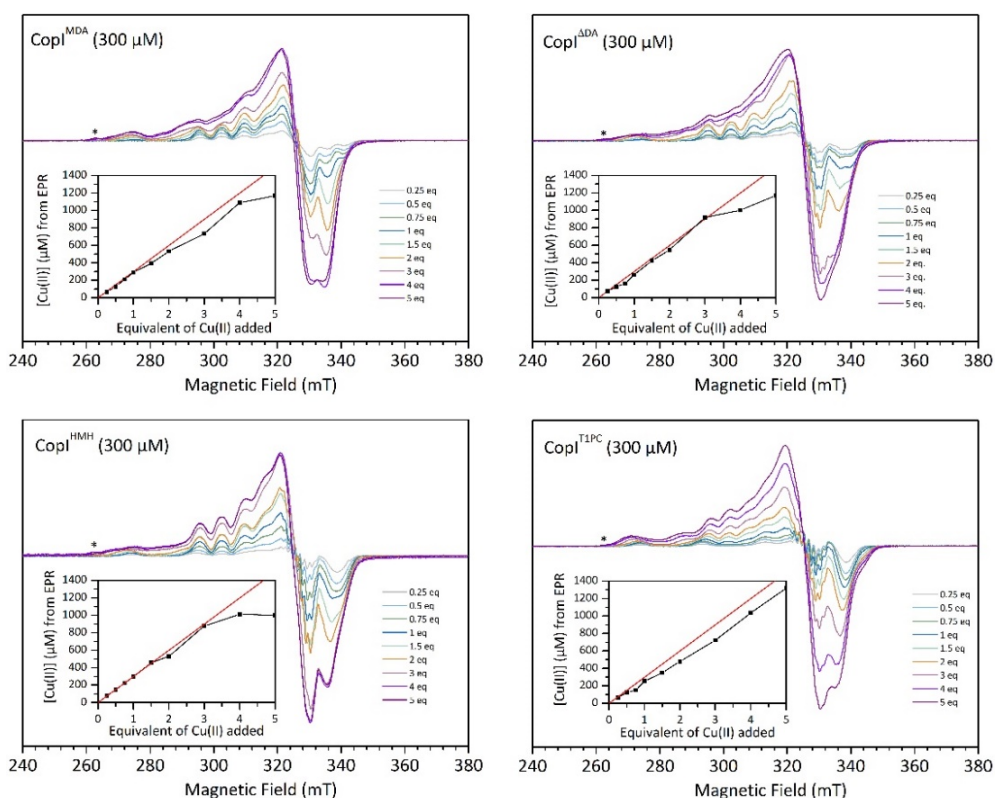 CopI^MDA (300 µM)
*
[Cu(II)] (µM) from EPR
1400
1200
1000
800
600
400
200
0
0 1 2 3 4 5
Equivalent of Cu(II) added
0.25 eq
0.5 eq
0.75 eq
1 eq
1.5 eq
2 eq
3 eq
4 eq
5 eq
240 260 280 300 320 340 360 380
Magnetic Field (mT)
CopI^ΔDA (300 µM)
*
[Cu(II)] (µM) from EPR
1400
1200
1000
800
600
400
200
0
0 1 2 3 4 5
Equivalent of Cu(II) added
0.25 eq
0.5 eq
0.75 eq
1 eq
1.5 eq
2 eq.
3 eq.
4 eq.
5 eq.
240 260 280 300 320 340 360 380
Magnetic Field (mT)
CopI^HMH (300 µM)
*
[Cu(II)] (µM) from EPR
1400
1200
1000
800
600
400
200
0
0 1 2 3 4 5
Equivalent of Cu(II) added
0.25 eq
0.5 eq
0.75 eq
1 eq
1.5 eq
2 eq
3 eq
4 eq
5 eq
240 260 280 300 320 340 360 380
Magnetic Field (mT)
CopI^T1PC (300 µM)
*
[Cu(II)] (µM) from EPR
1400
1200
1000
800
600
400
200
0
0 1 2 3 4 5
Equivalent of Cu(II) added
0.25 eq
0.5 eq
0.75 eq
1 eq
1.5 eq
2 eq
3 eq
4 eq
5 eq
240 260 280 300 320 340 360 380
Magnetic Field (mT)